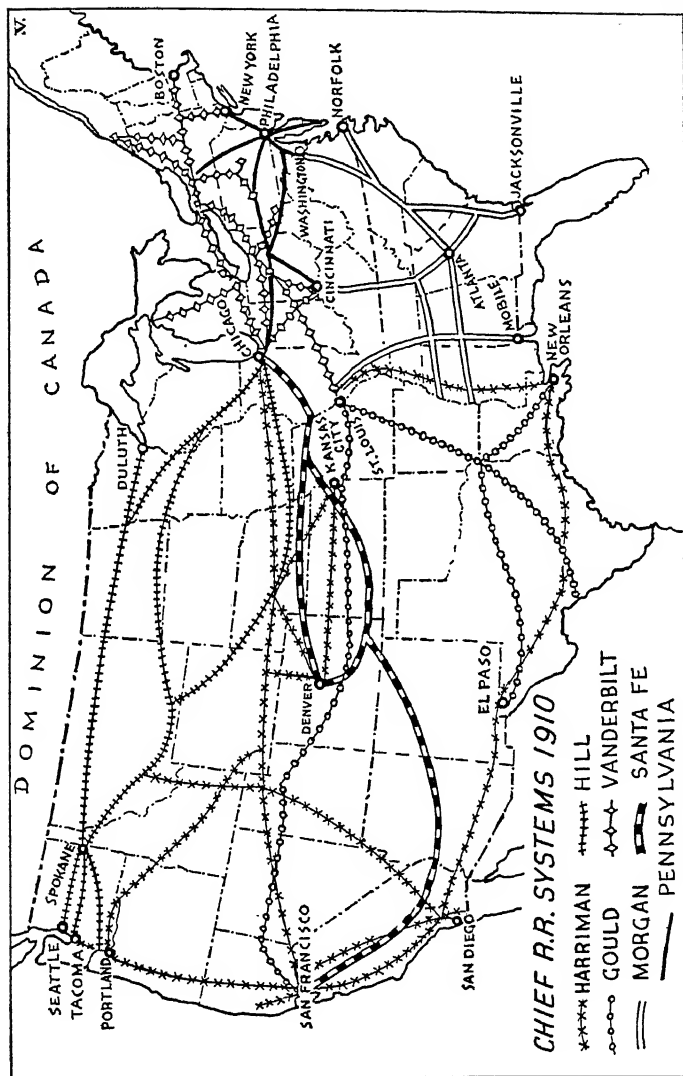 XV.
DOMINION OF CANADA
SEATTLE
TACOMA
PORTLAND
SPOKANE
DULUTH
BOSTON
NEW YORK
PHILADELPHIA
WASHINGTON
NORFOLK
CHICAGO
CINCINNATI
SAN FRANCISCO
DENVER
KANSAS
CITY
ST. LOUIS
SAN DIEGO
EL PASO
ATLANTA
MOBILE
NEW
ORLEANS
JACKSONVILLE
CHIEF R.R. SYSTEMS 1910
HARRIMAN HILL
GOULD VANDERBILT
MORGAN SANTA FE
PENNSYLVANIA